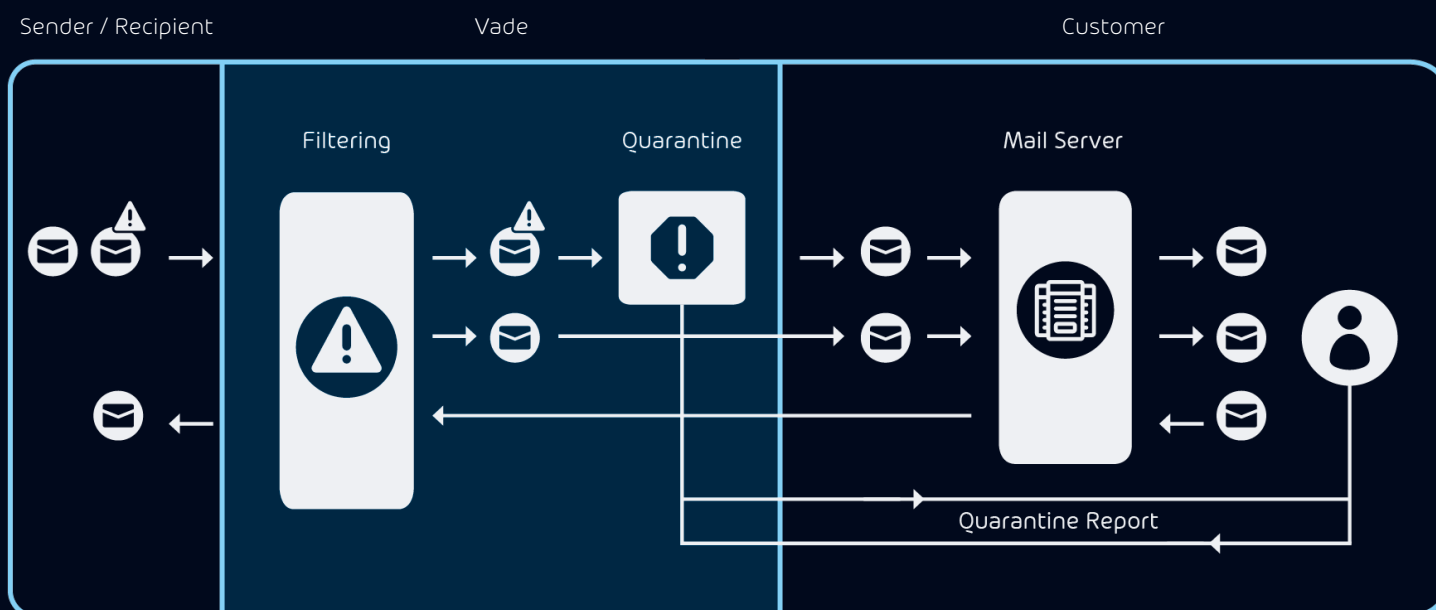 Sender / Recipient
Vade
Customer
Filtering
Quarantine
Mail Server
Quarantine Report